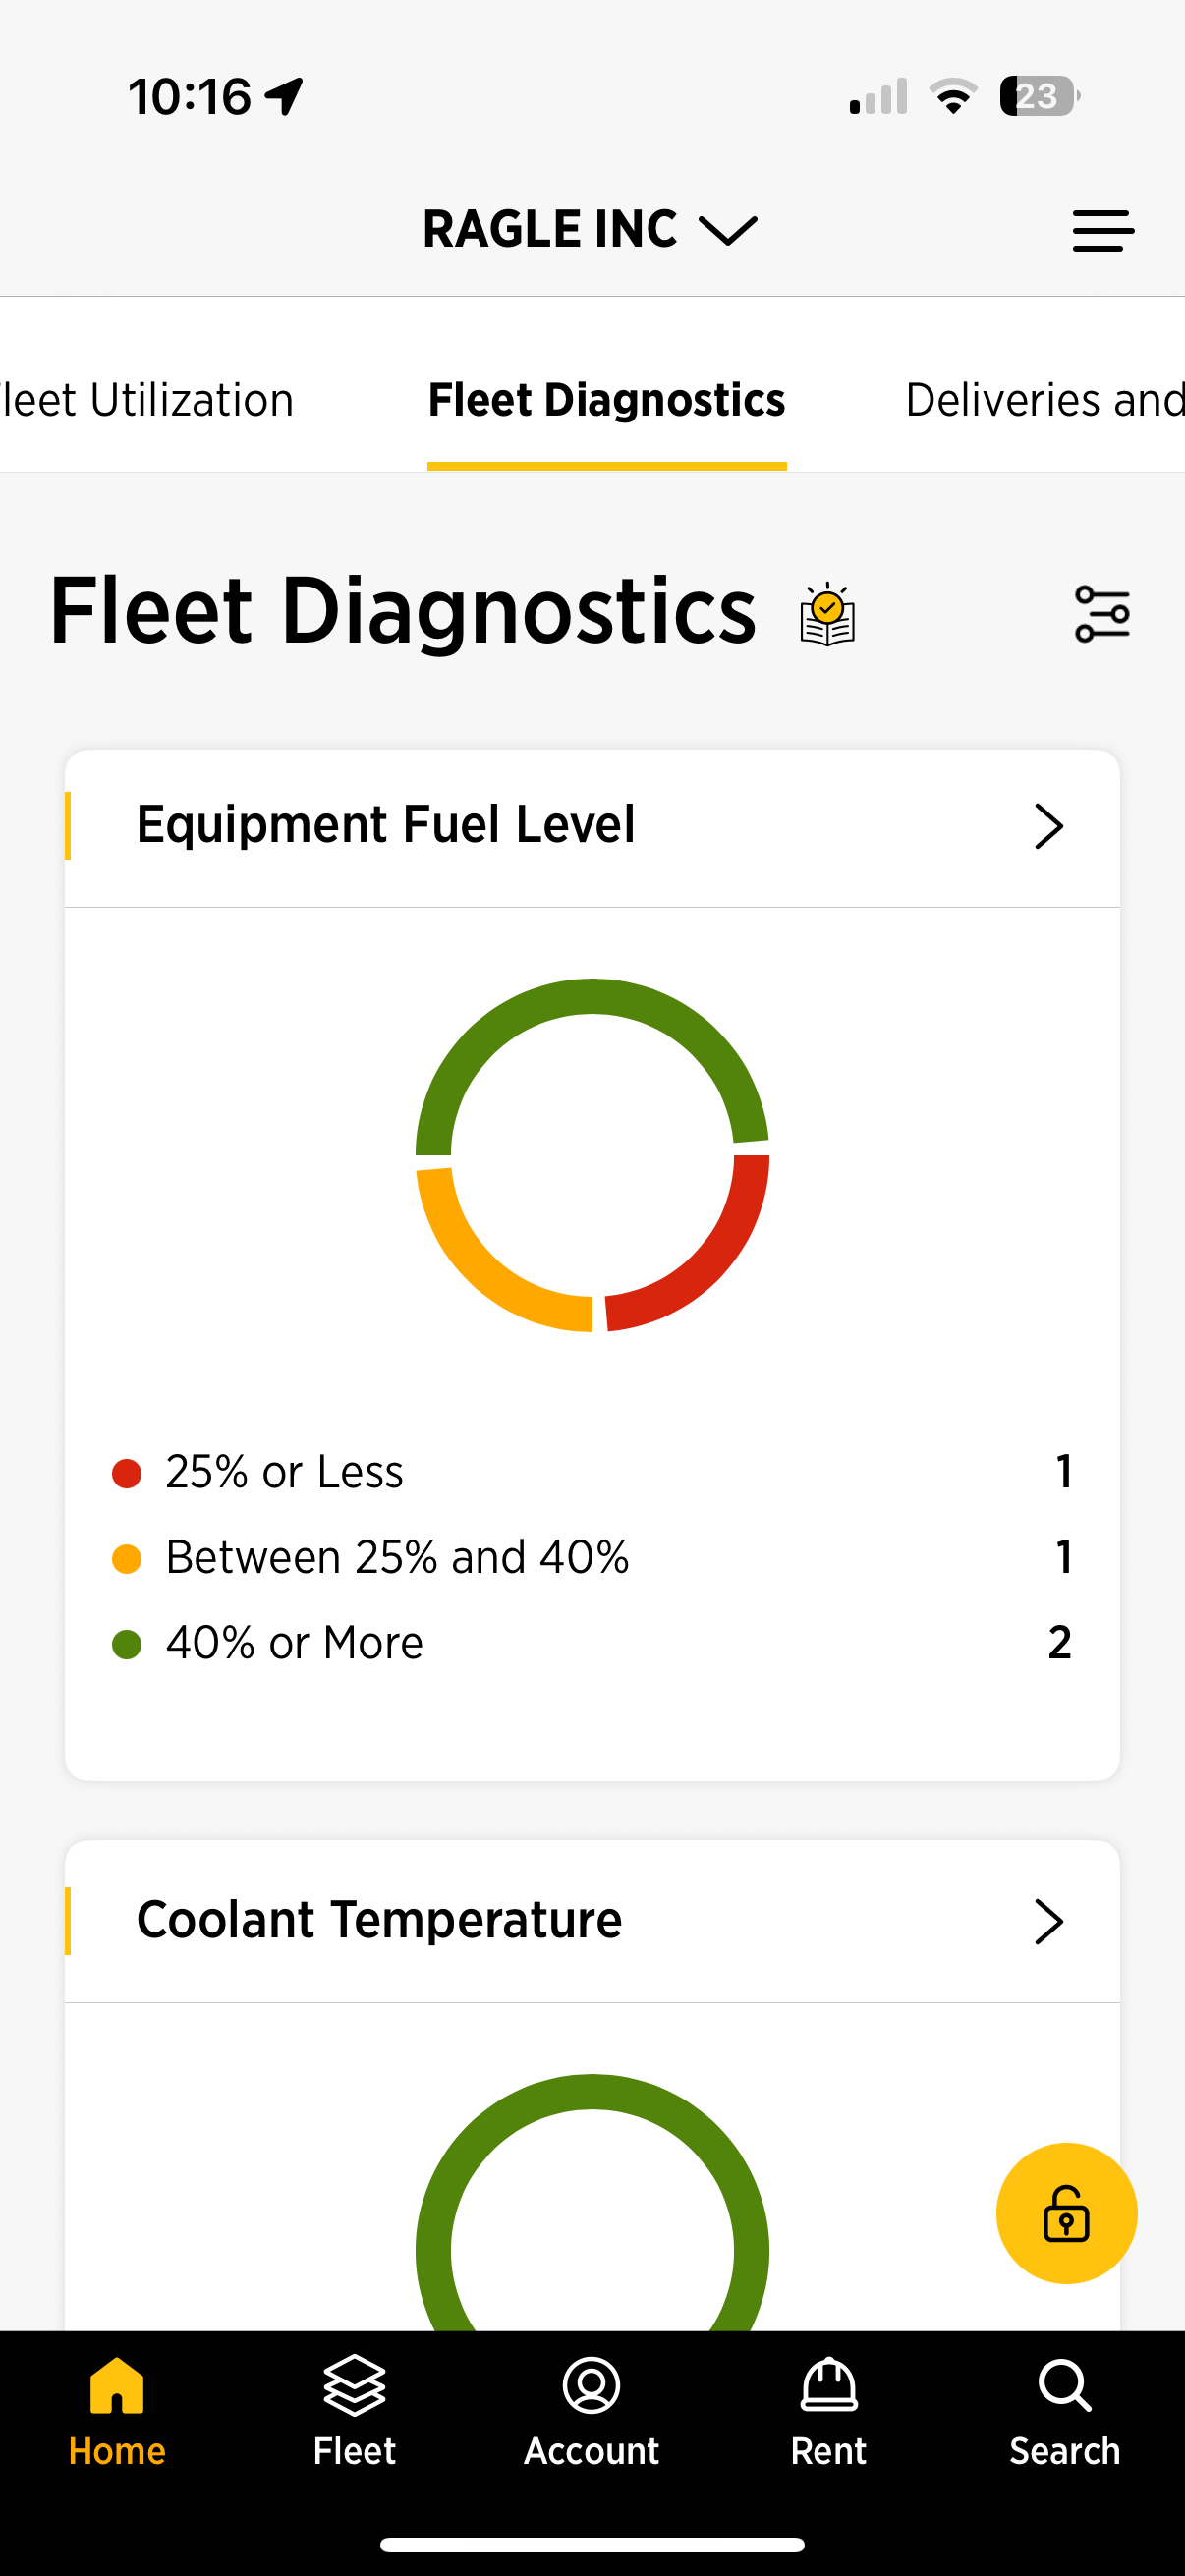 10:16
23
RAGLE INC
leet Utilization
Fleet Diagnostics
Deliveries and
Fleet Diagnostics
Equipment Fuel Level
25% or Less 1
Between 25% and 40% 1
40% or More 2
Coolant Temperature
Home
Fleet
Account
Rent
Search